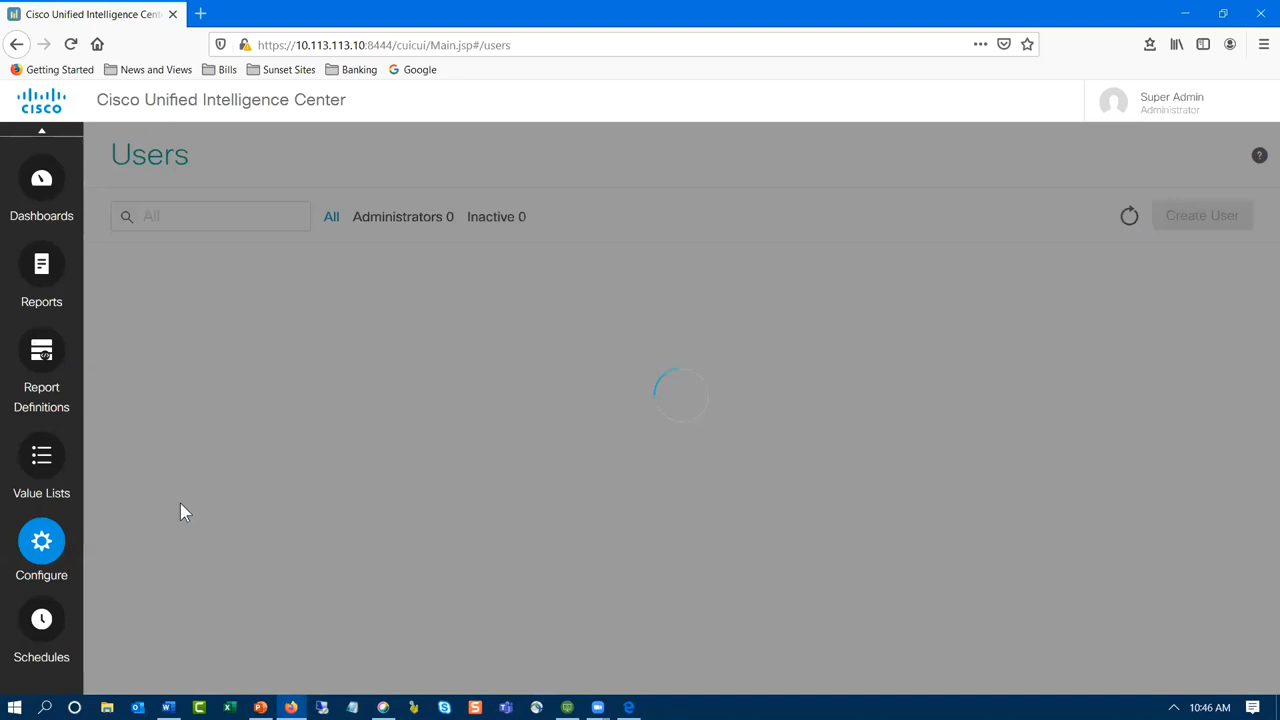 Cisco Unified Intelligence Cent
https://10.113.113.10:8444/cuicui/Main.jsp#/users
Getting Started
News and Views
Bills
Sunset Sites
Banking
Google
CISCO
Cisco Unified Intelligence Center
Super Admin
Administrator
Users
All
All
Administrators 0
Inactive 0
Create User
Dashboards
Reports
Report
Definitions
Value Lists
Configure
Schedules
10:46 AM